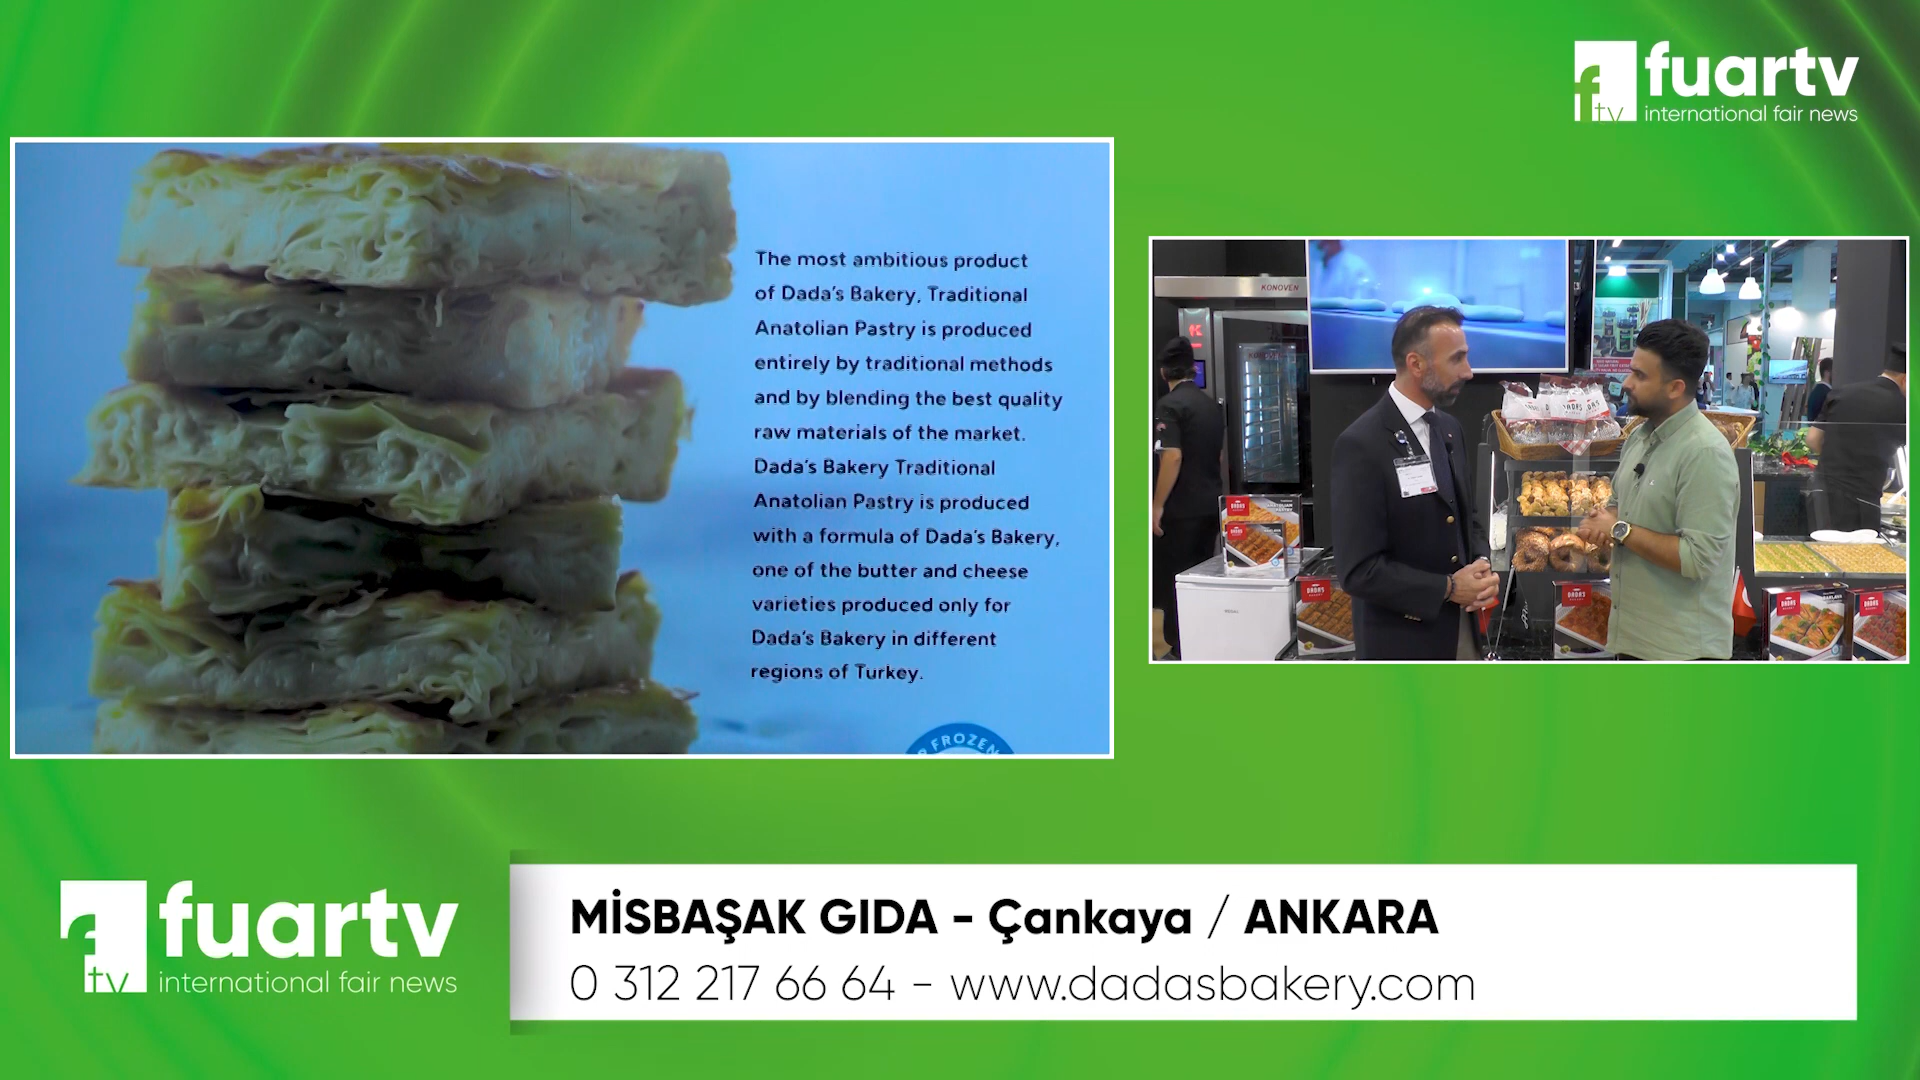 fuartv
international fair news
The most ambitious product
of Dada's Bakery, Traditional
Anatolian Pastry is produced
entirely by traditional methods
and by blending the best quality
raw materials of the market.
Dada's Bakery Traditional
Anatolian Pastry is produced
with a formula of Dada's Bakery,
one of the butter and cheese
varieties produced only for
Dada's Bakery in different
regions of Turkey.
FROZEN
KONOVEN
DADA'S
DADA'S
DADA'S
fuartv
international fair news
MİSBAŞAK GIDA - Çankaya / ANKARA
0 312 217 66 64 - www.dadasbakery.com